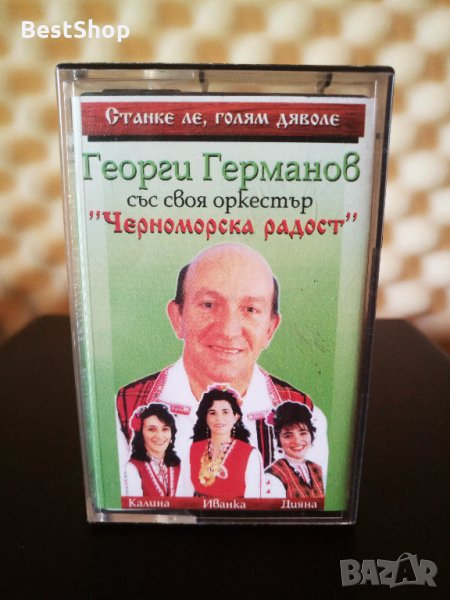 BestShop
Станке ле, голям дяволе
Георги Германов
със своя оркестър
"Черноморска радост"
Калина Иванка Дияна
BAZAR